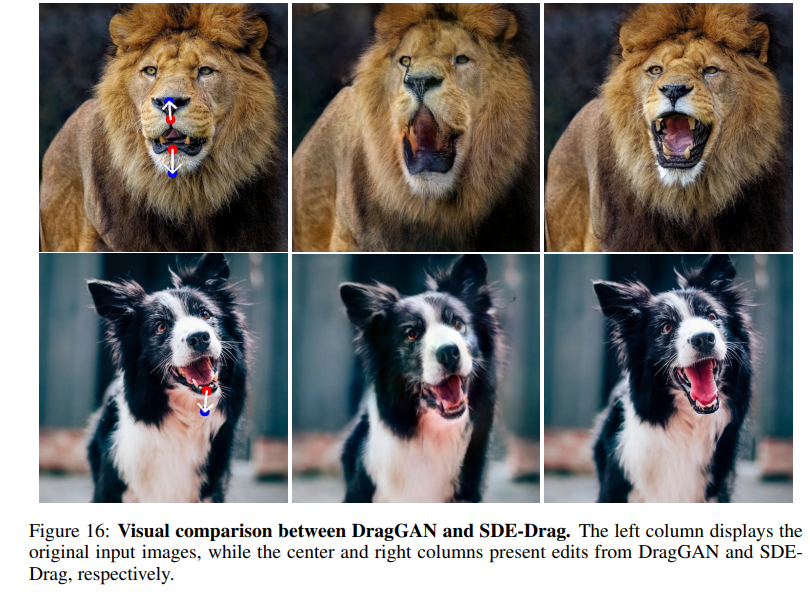 Figure 16: Visual comparison between DragGAN and SDE-Drag. The left column displays the
original input images, while the center and right columns present edits from DragGAN and SDE-
Drag, respectively.